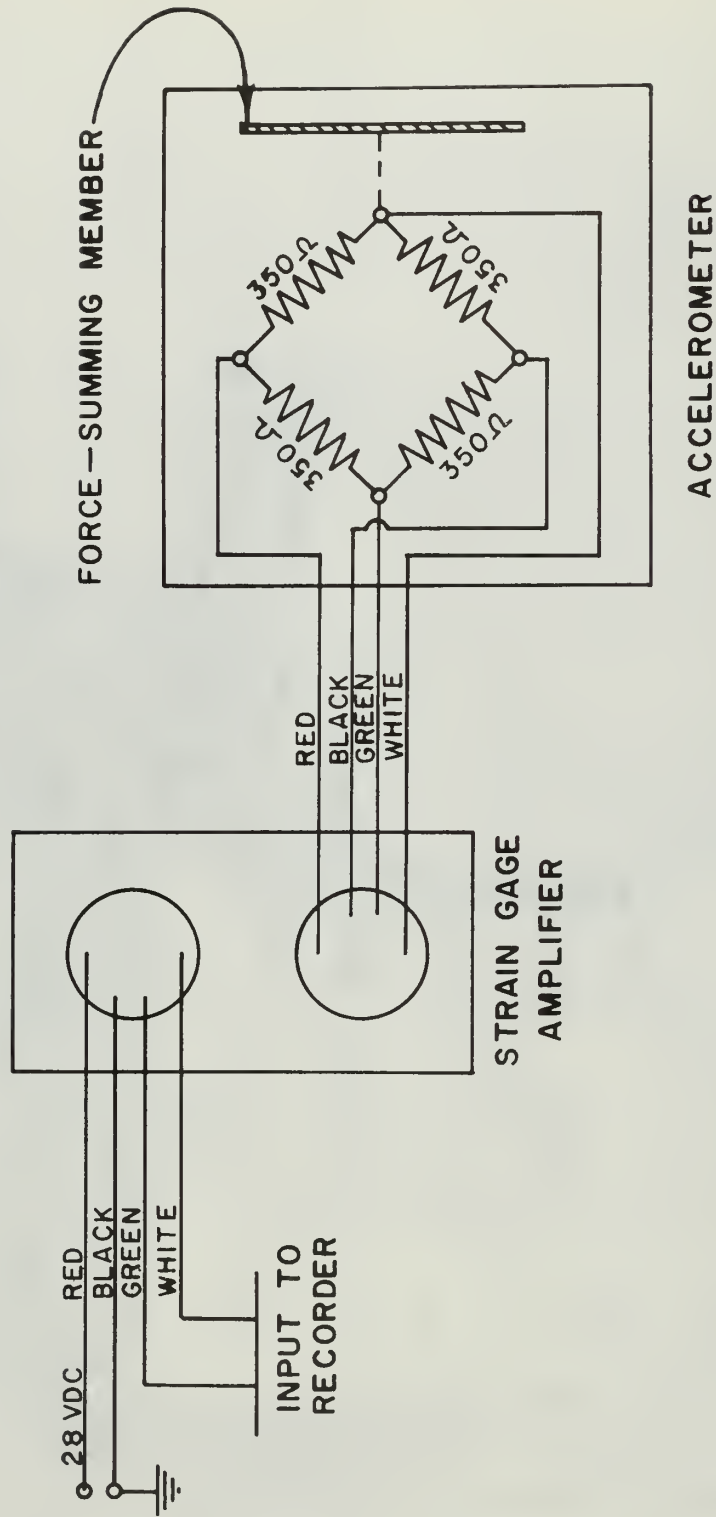 FORCE—SUMMING MEMBER
350Ω
350Ω
350Ω
350Ω
ACCELEROMETER
RED
BLACK
GREEN
WHITE
STRAIN GAGE
AMPLIFIER
28 VDC
RED
BLACK
GREEN
WHITE
INPUT TO
RECORDER